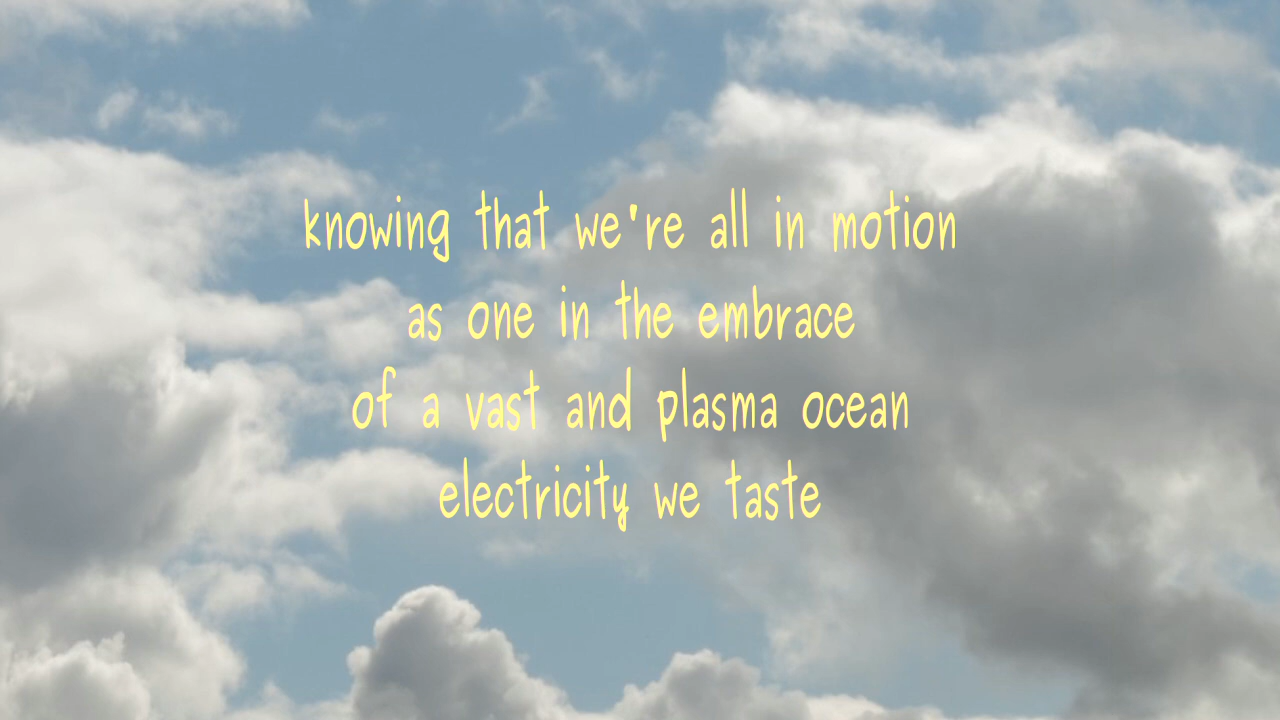 knowing that we're all in motion
as one in the embrace
of a vast and plasma ocean
electricity we taste